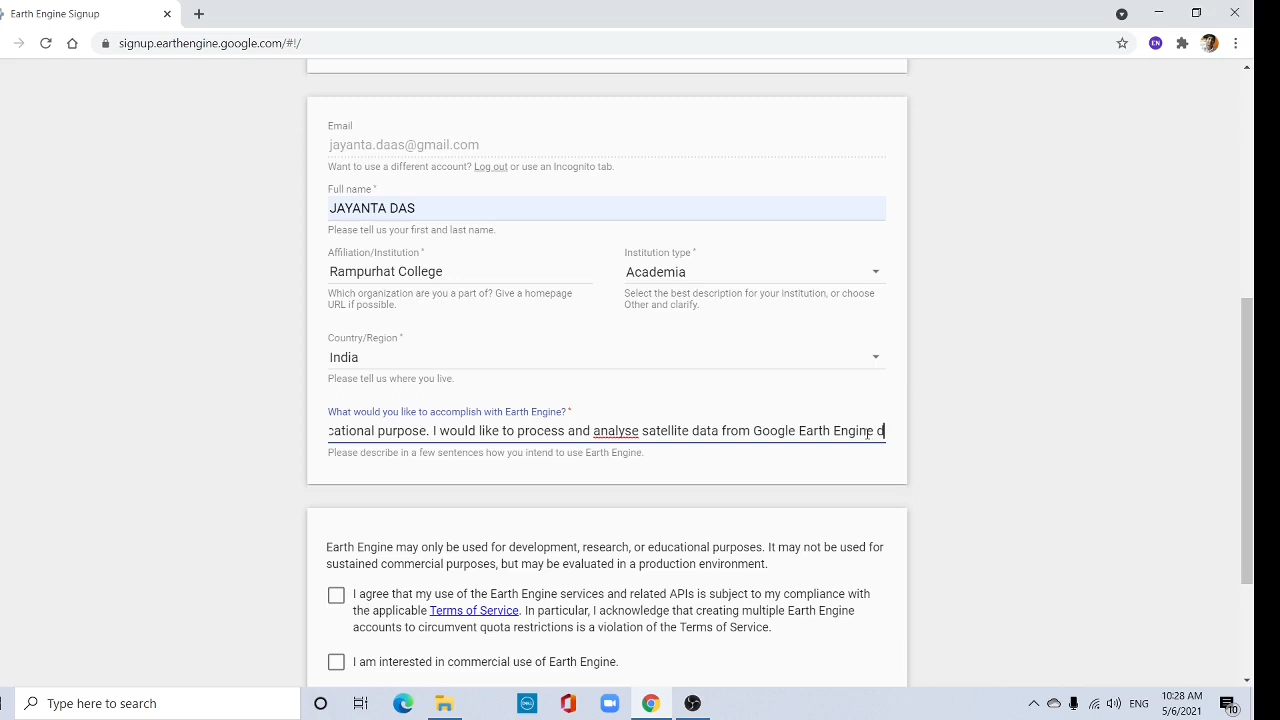 Earth Engine Signup
signup.earthengine.google.com/#!/
EN
Email
jayanta.daas@gmail.com
Want to use a different account? Log out or use an Incognito tab.
Full name *
JAYANTA DAS
Please tell us your first and last name.
Affiliation/Institution *
Institution type *
Rampurhat College
Academia
Which organization are you a part of? Give a homepage
URL if possible.
Select the best description for your Institution, or choose
Other and clarify.
Country/Region *
India
Please tell us where you live.
What would you like to accomplish with Earth Engine? *
cational purpose. I would like to process and analyse satellite data from Google Earth Engine d
Please describe in a few sentences how you intend to use Earth Engine.
Earth Engine may only be used for development, research, or educational purposes. It may not be used for
sustained commercial purposes, but may be evaluated in a production environment.
I agree that my use of the Earth Engine services and related APIs is subject to my compliance with
the applicable Terms of Service. In particular, I acknowledge that creating multiple Earth Engine
accounts to circumvent quota restrictions is a violation of the Terms of Service.
I am interested in commercial use of Earth Engine.
Type here to search
DELL
ENG
10:28 AM
5/6/2021
10